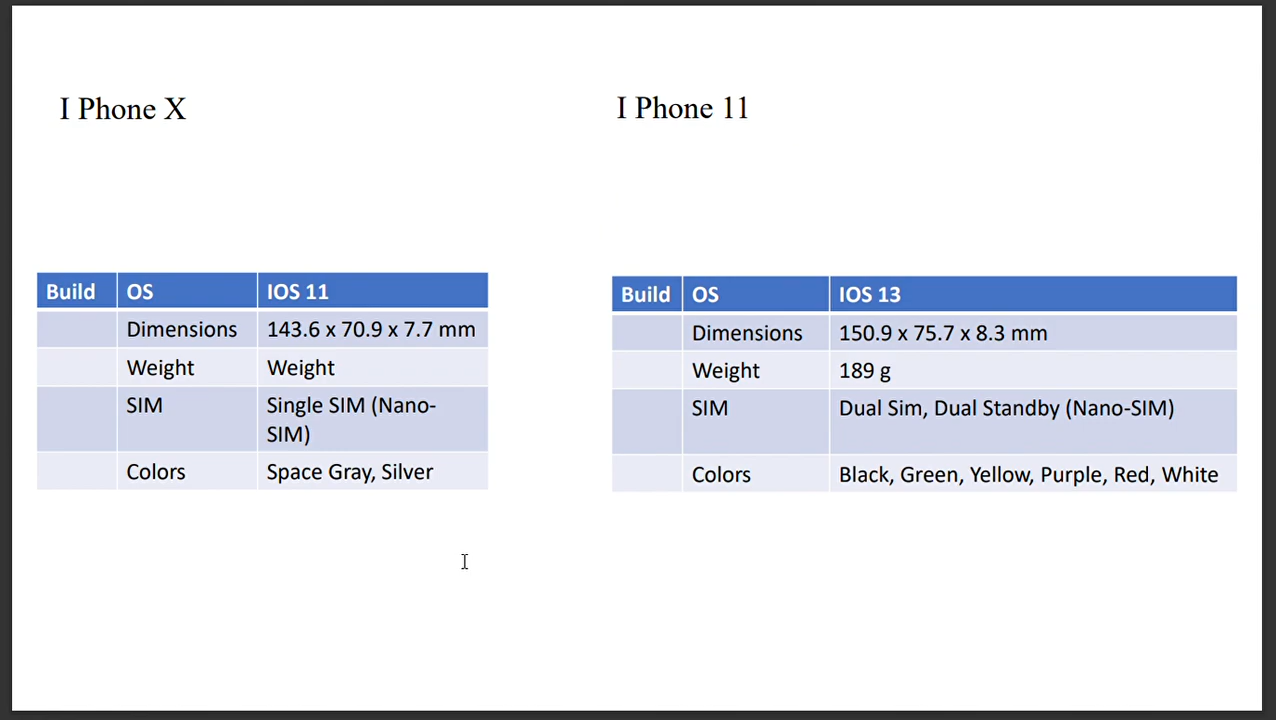 I Phone X
Build OS IOS 11
Dimensions 143.6 x 70.9 x 7.7 mm
Weight Weight
SIM Single SIM (Nano-
SIM)
Colors Space Gray, Silver
I Phone 11
Build OS IOS 13
Dimensions 150.9 x 75.7 x 8.3 mm
Weight 189 g
SIM Dual Sim, Dual Standby (Nano-SIM)
Colors Black, Green, Yellow, Purple, Red, White